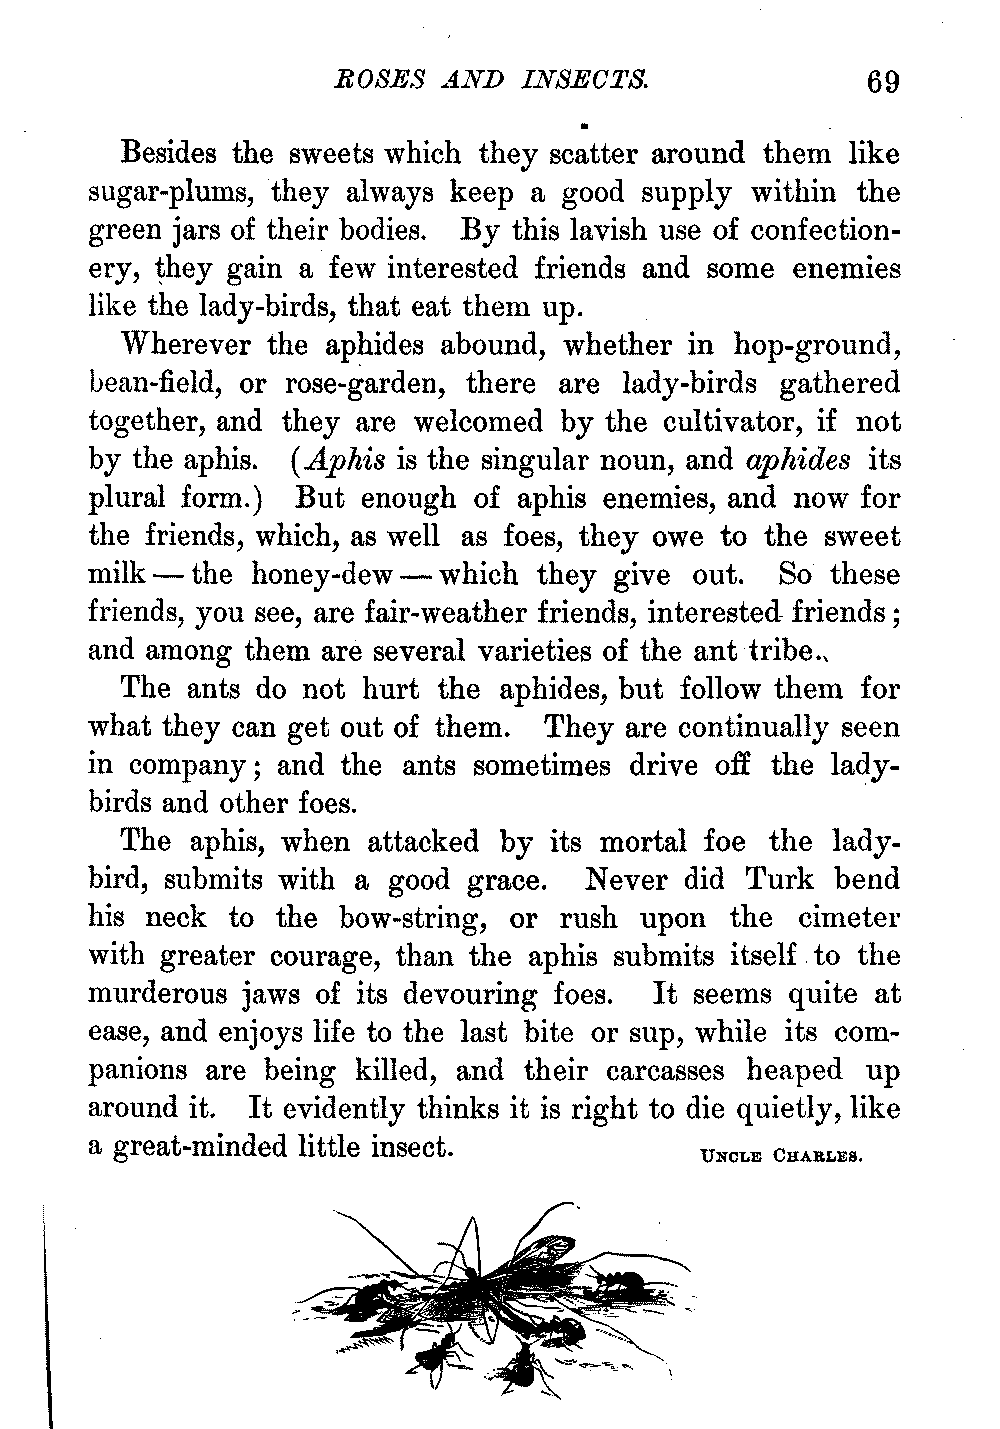 ROSES AND INSECTS. 69
Besides the sweets which they scatter around them like
sugar-plums, they always keep a good supply within the
green jars of their bodies. By this lavish use of confection-
ery, they gain a few interested friends and some enemies
like the lady-birds, that eat them up.
Wherever the aphides abound, whether in hop-ground,
bean-field, or rose-garden, there are lady-birds gathered
together, and they are welcomed by the cultivator, if not
by the aphis. (Aphis is the singular noun, and aphides its
plural form.) But enough of aphis enemies, and now for
the friends, which, as well as foes, they owe to the sweet
milk — the honey-dew — which they give out. So these
friends, you see, are fair-weather friends, interested friends;
and among them are several varieties of the ant tribe.
The ants do not hurt the aphides, but follow them for
what they can get out of them. They are continually seen
in company; and the ants sometimes drive off the lady-
birds and other foes.
The aphis, when attacked by its mortal foe the lady-
bird, submits with a good grace. Never did Turk bend
his neck to the bow-string, or rush upon the cimeter
with greater courage, than the aphis submits itself to the
murderous jaws of its devouring foes. It seems quite at
ease, and enjoys life to the last bite or sup, while its com-
panions are being killed, and their carcasses heaped up
around it. It evidently thinks it is right to die quietly, like
a great-minded little insect. UNCLE CHARLES.